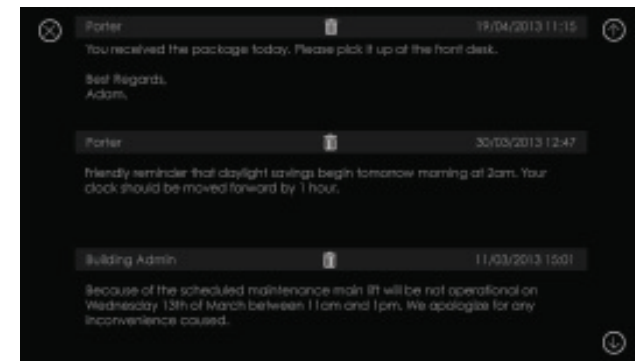 Porter 19/04/2013 11:15
You received the package today. Please pick it up at the front desk.
Best Regards,
Adam.
Porter 30/03/2013 12:47
Friendly reminder that daylight savings begin tomorrow morning at 2am. Your
clock should be moved forward by 1 hour.
Building Admin 11/03/2013 15:01
Because of the scheduled maintenance main lift will be not operational on
Wednesday 13th of March between 11am and 1pm. We apologize for any
inconvenience caused.